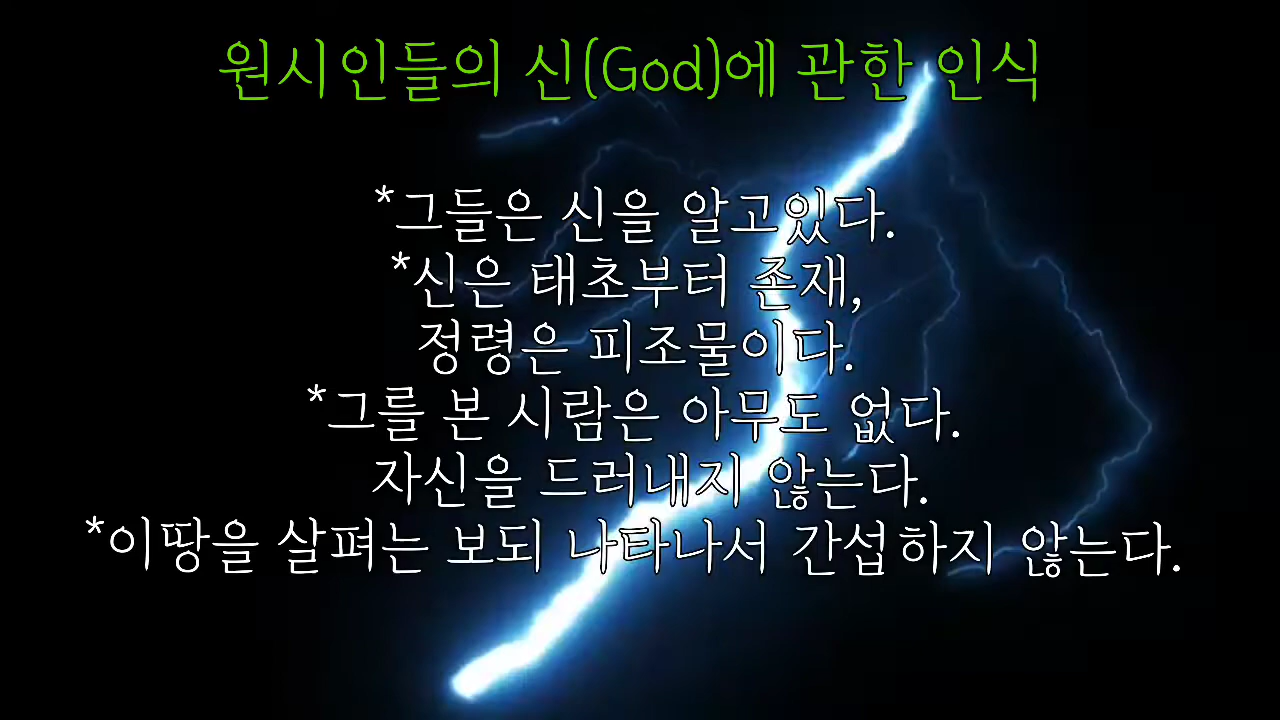 원시인들의 신(God)에 관한 인식
*그들은 신을 알고있다.
*신은 태초부터 존재,
정령은 피조물이다.
*그를 본 시람은 아무도 없다.
자신을 드러내지 않는다.
*이땅을 살펴는 보되 나타나서 간섭하지 않는다.